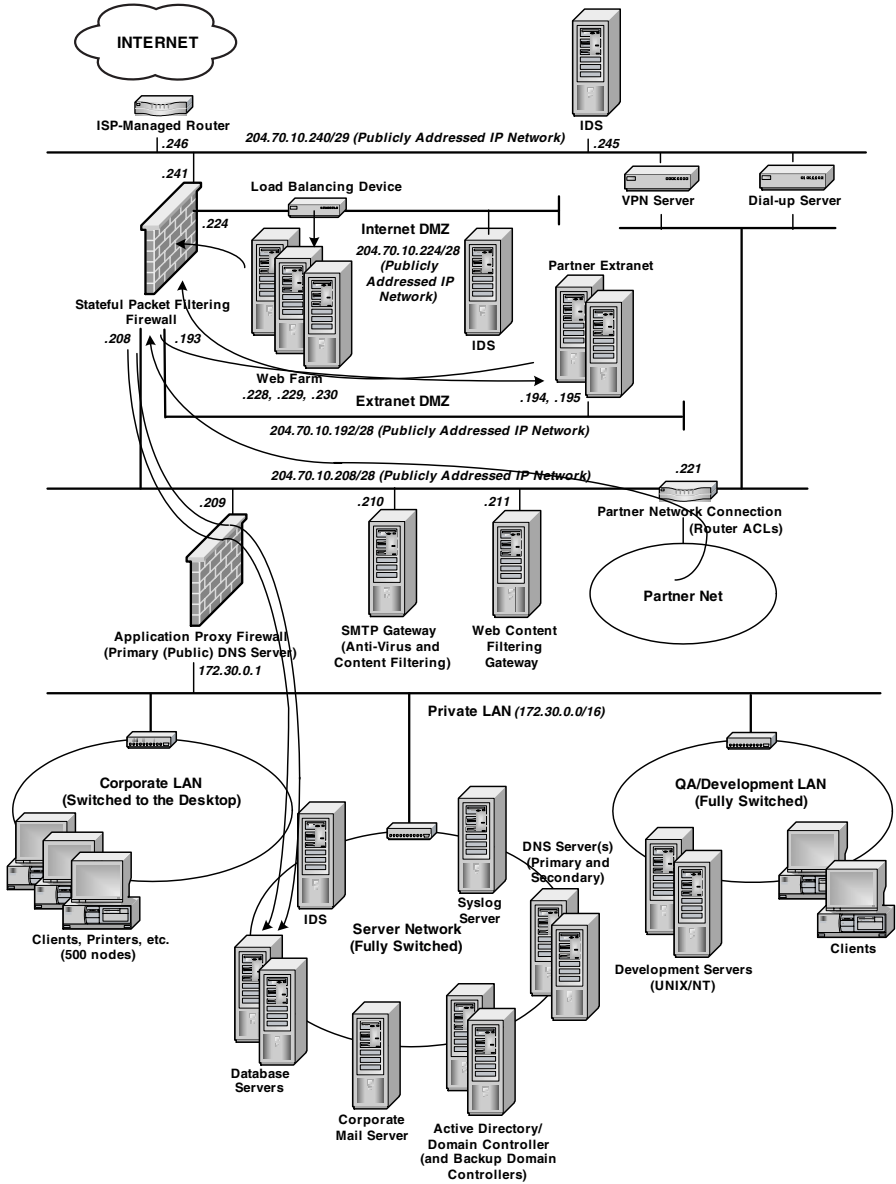 INTERNET
ISP-Managed Router
IDS
.246
204.70.10.240/29 (Publicly Addressed IP Network)
.245
.241
Load Balancing Device
VPN Server
Dial-up Server
.224
Internet DMZ
204.70.10.224/28
(Publicly
Addressed IP
Network)
Partner Extranet
Stateful Packet Filtering
Firewall
IDS
.208
.193
Web Farm
.228, .229, .230
.194, .195
Extranet DMZ
204.70.10.192/28 (Publicly Addressed IP Network)
204.70.10.208/28 (Publicly Addressed IP Network)
.221
.209
.210
.211
Partner Network Connection
(Router ACLs)
Partner Net
Application Proxy Firewall
(Primary (Public) DNS Server)
SMTP Gateway
(Anti-Virus and
Content Filtering)
Web Content
Filtering
Gateway
172.30.0.1
Private LAN (172.30.0.0/16)
Corporate LAN
(Switched to the Desktop)
QA/Development LAN
(Fully Switched)
DNS Server(s)
(Primary and
Secondary)
IDS
Syslog
Server
Clients, Printers, etc.
(500 nodes)
Server Network
(Fully Switched)
Development Servers
(UNIX/NT)
Clients
Database
Servers
Corporate
Mail Server
Active Directory/
Domain Controller
(and Backup Domain
Controllers)